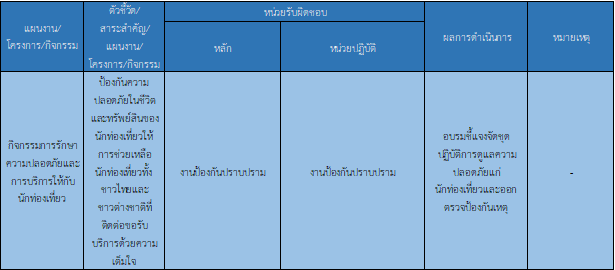 แผนงาน/
โครงการ/กิจกรรม
ตัวชี้วัด/
สาระสำคัญ/
แผนงาน/
โครงการ/กิจกรรม
หน่วยรับผิดชอบ
หลัก
หน่วยปฏิบัติ
ผลการดำเนินการ
หมายเหตุ
กิจกรรมการรักษา
ความปลอดภัยและ
การบริการให้กับ
นักท่องเที่ยว
ป้องกันความ
ปลอดภัยในชีวิต
และทรัพย์สินของ
นักท่องเที่ยวให้
การช่วยเหลือ
นักท่องเที่ยวทั้ง
ชาวไทยและ
ชาวต่างชาติที่
ติดต่อขอรับ
บริการด้วยความ
เต็มใจ
งานป้องกันปราบปราม
งานป้องกันปราบปราม
อบรมชี้แจงจัดชุด
ปฏิบัติการดูแลความ
ปลอดภัยแก่
นักท่องเที่ยวและออก
ตรวจป้องกันเหตุ
-